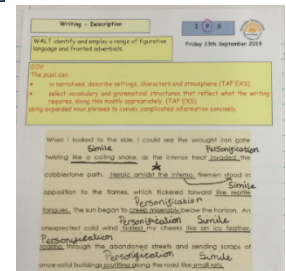 Writing - Description
I P S
WALT identify and employ a range of figurative
language and fronted adverbials.
Friday 13th September 2019
EOY:
The pupil can
in narratives, describe settings, characters and atmosphere (TAF EXS)
select vocabulary and grammatical structures that reflect what the writing
requires, doing this mostly appropriately (TAF EXS)
using expanded noun phrases to convey complicated information concisely.
When I looked to the side, I could see the wrought iron gate
Simile Personification
twisting like a coiling snake, as the intense heat invaded the
cobblestone path. Heroic amidst the inferno, firemen stood in
Simile
opposition to the flames, which flickered forward like reptile
Personification
tongues. The sun began to creep miserably below the horizon. An
Personification Simile
unexpected cold wind tickled my cheeks like an icy feather,
Personification
moaning through the abandoned streets and sending scraps of
Personification Simile
once solid buildings scuttling along the road like small rats.